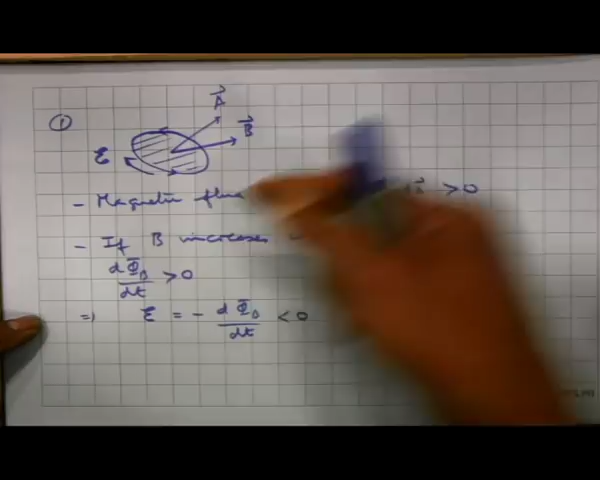 ①
A⃗
B⃗
ε
- Magnetic flux > 0
- If B increases
dΦ_B/dt > 0
⇒ ε = - dΦ_B/dt < 0